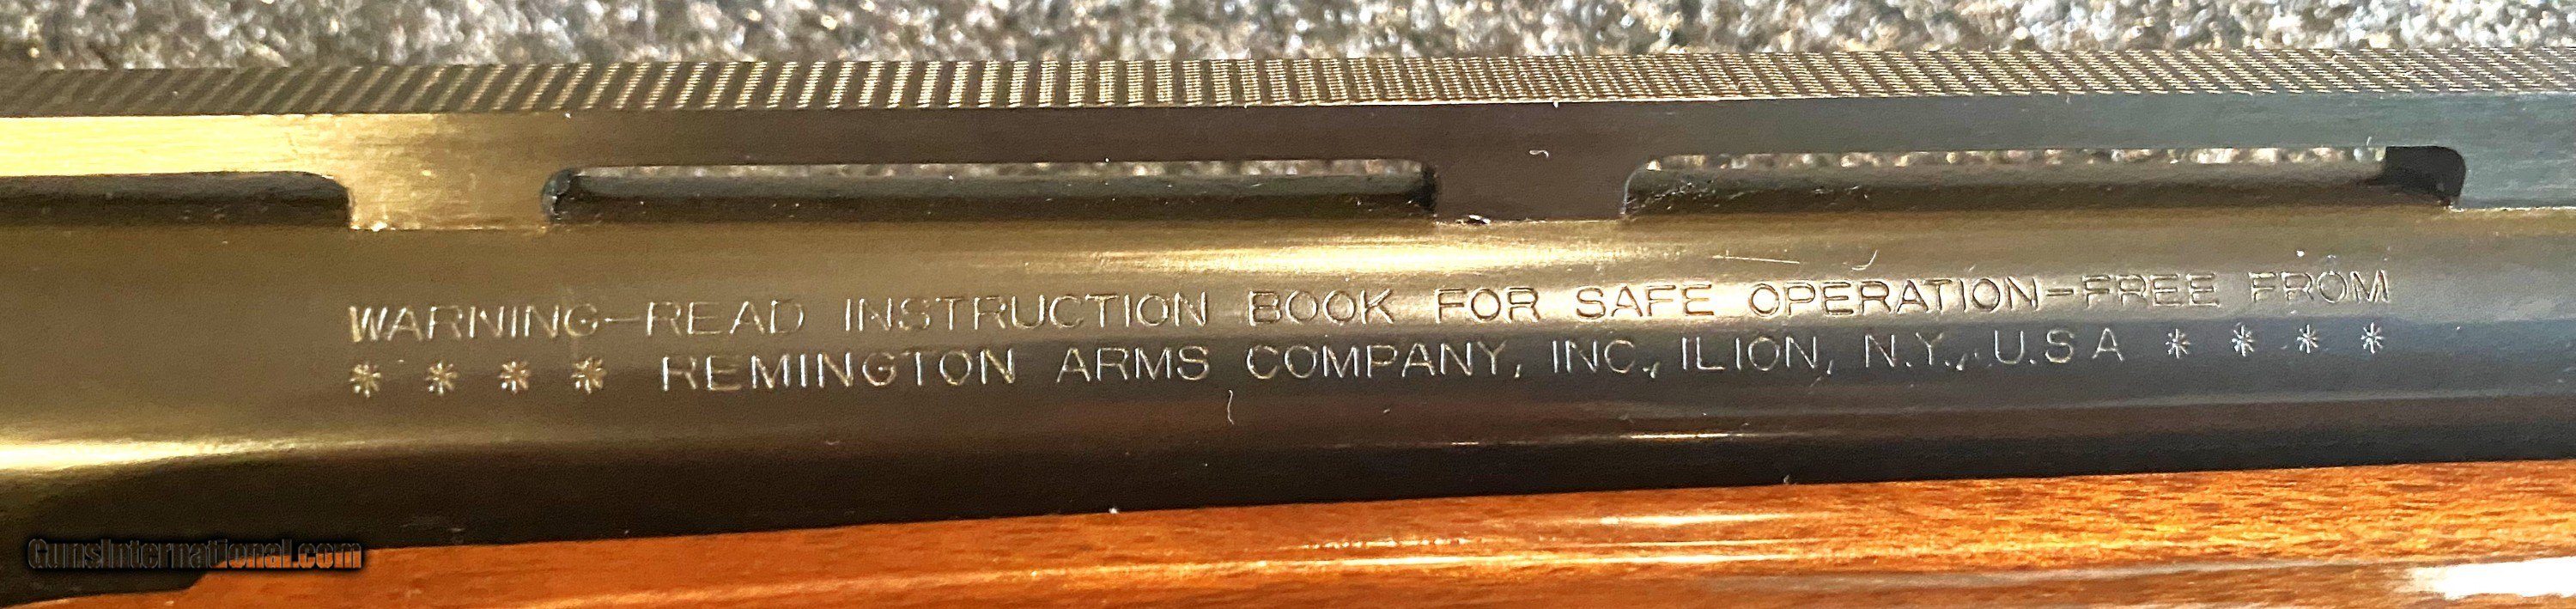 WARNING-READ INSTRUCTION BOOK FOR SAFE OPERATION-FREE FROM
* * * * REMINGTON ARMS COMPANY, INC., ILION, N.Y., U.S A * * * *
GunsInternational.com